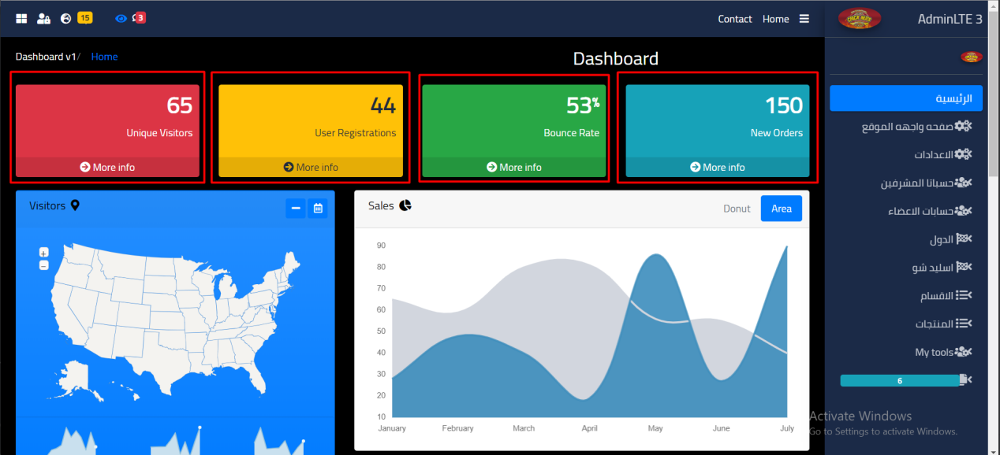 15
3
Contact
Home
AdminLTE 3
Dashboard v1/ Home
Dashboard
65
Unique Visitors
More info
44
User Registrations
More info
53%
Bounce Rate
More info
150
New Orders
More info
Visitors
+
−
Sales
Donut
Area
90
80
70
60
50
40
30
20
10
January
February
March
April
May
June
July
الرئيسية
صفحه واجهه الموقع
الاعدادات
حسباتا المشرفين
حسابات الاعضاء
الدول
اسليد شو
الاقسام
المنتجات
My tools
6
Activate Windows
Go to Settings to activate Windows.